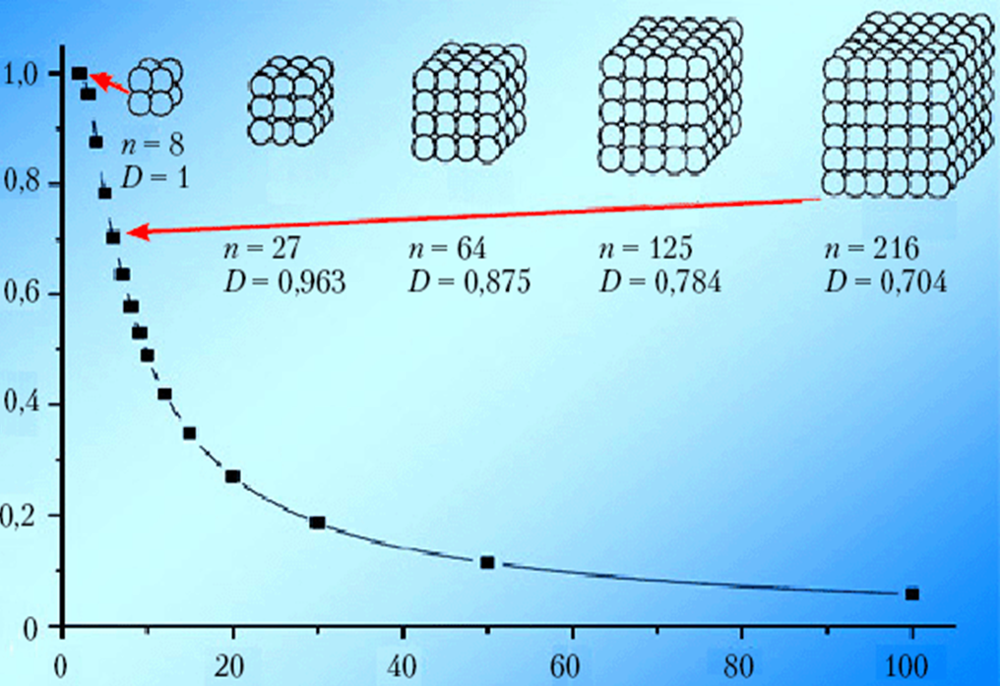 1,0
n = 8
D = 1
0,8
n = 27
D = 0,963
n = 64
D = 0,875
n = 125
D = 0,784
n = 216
D = 0,704
0,6
0,4
0,2
0
0 20 40 60 80 100